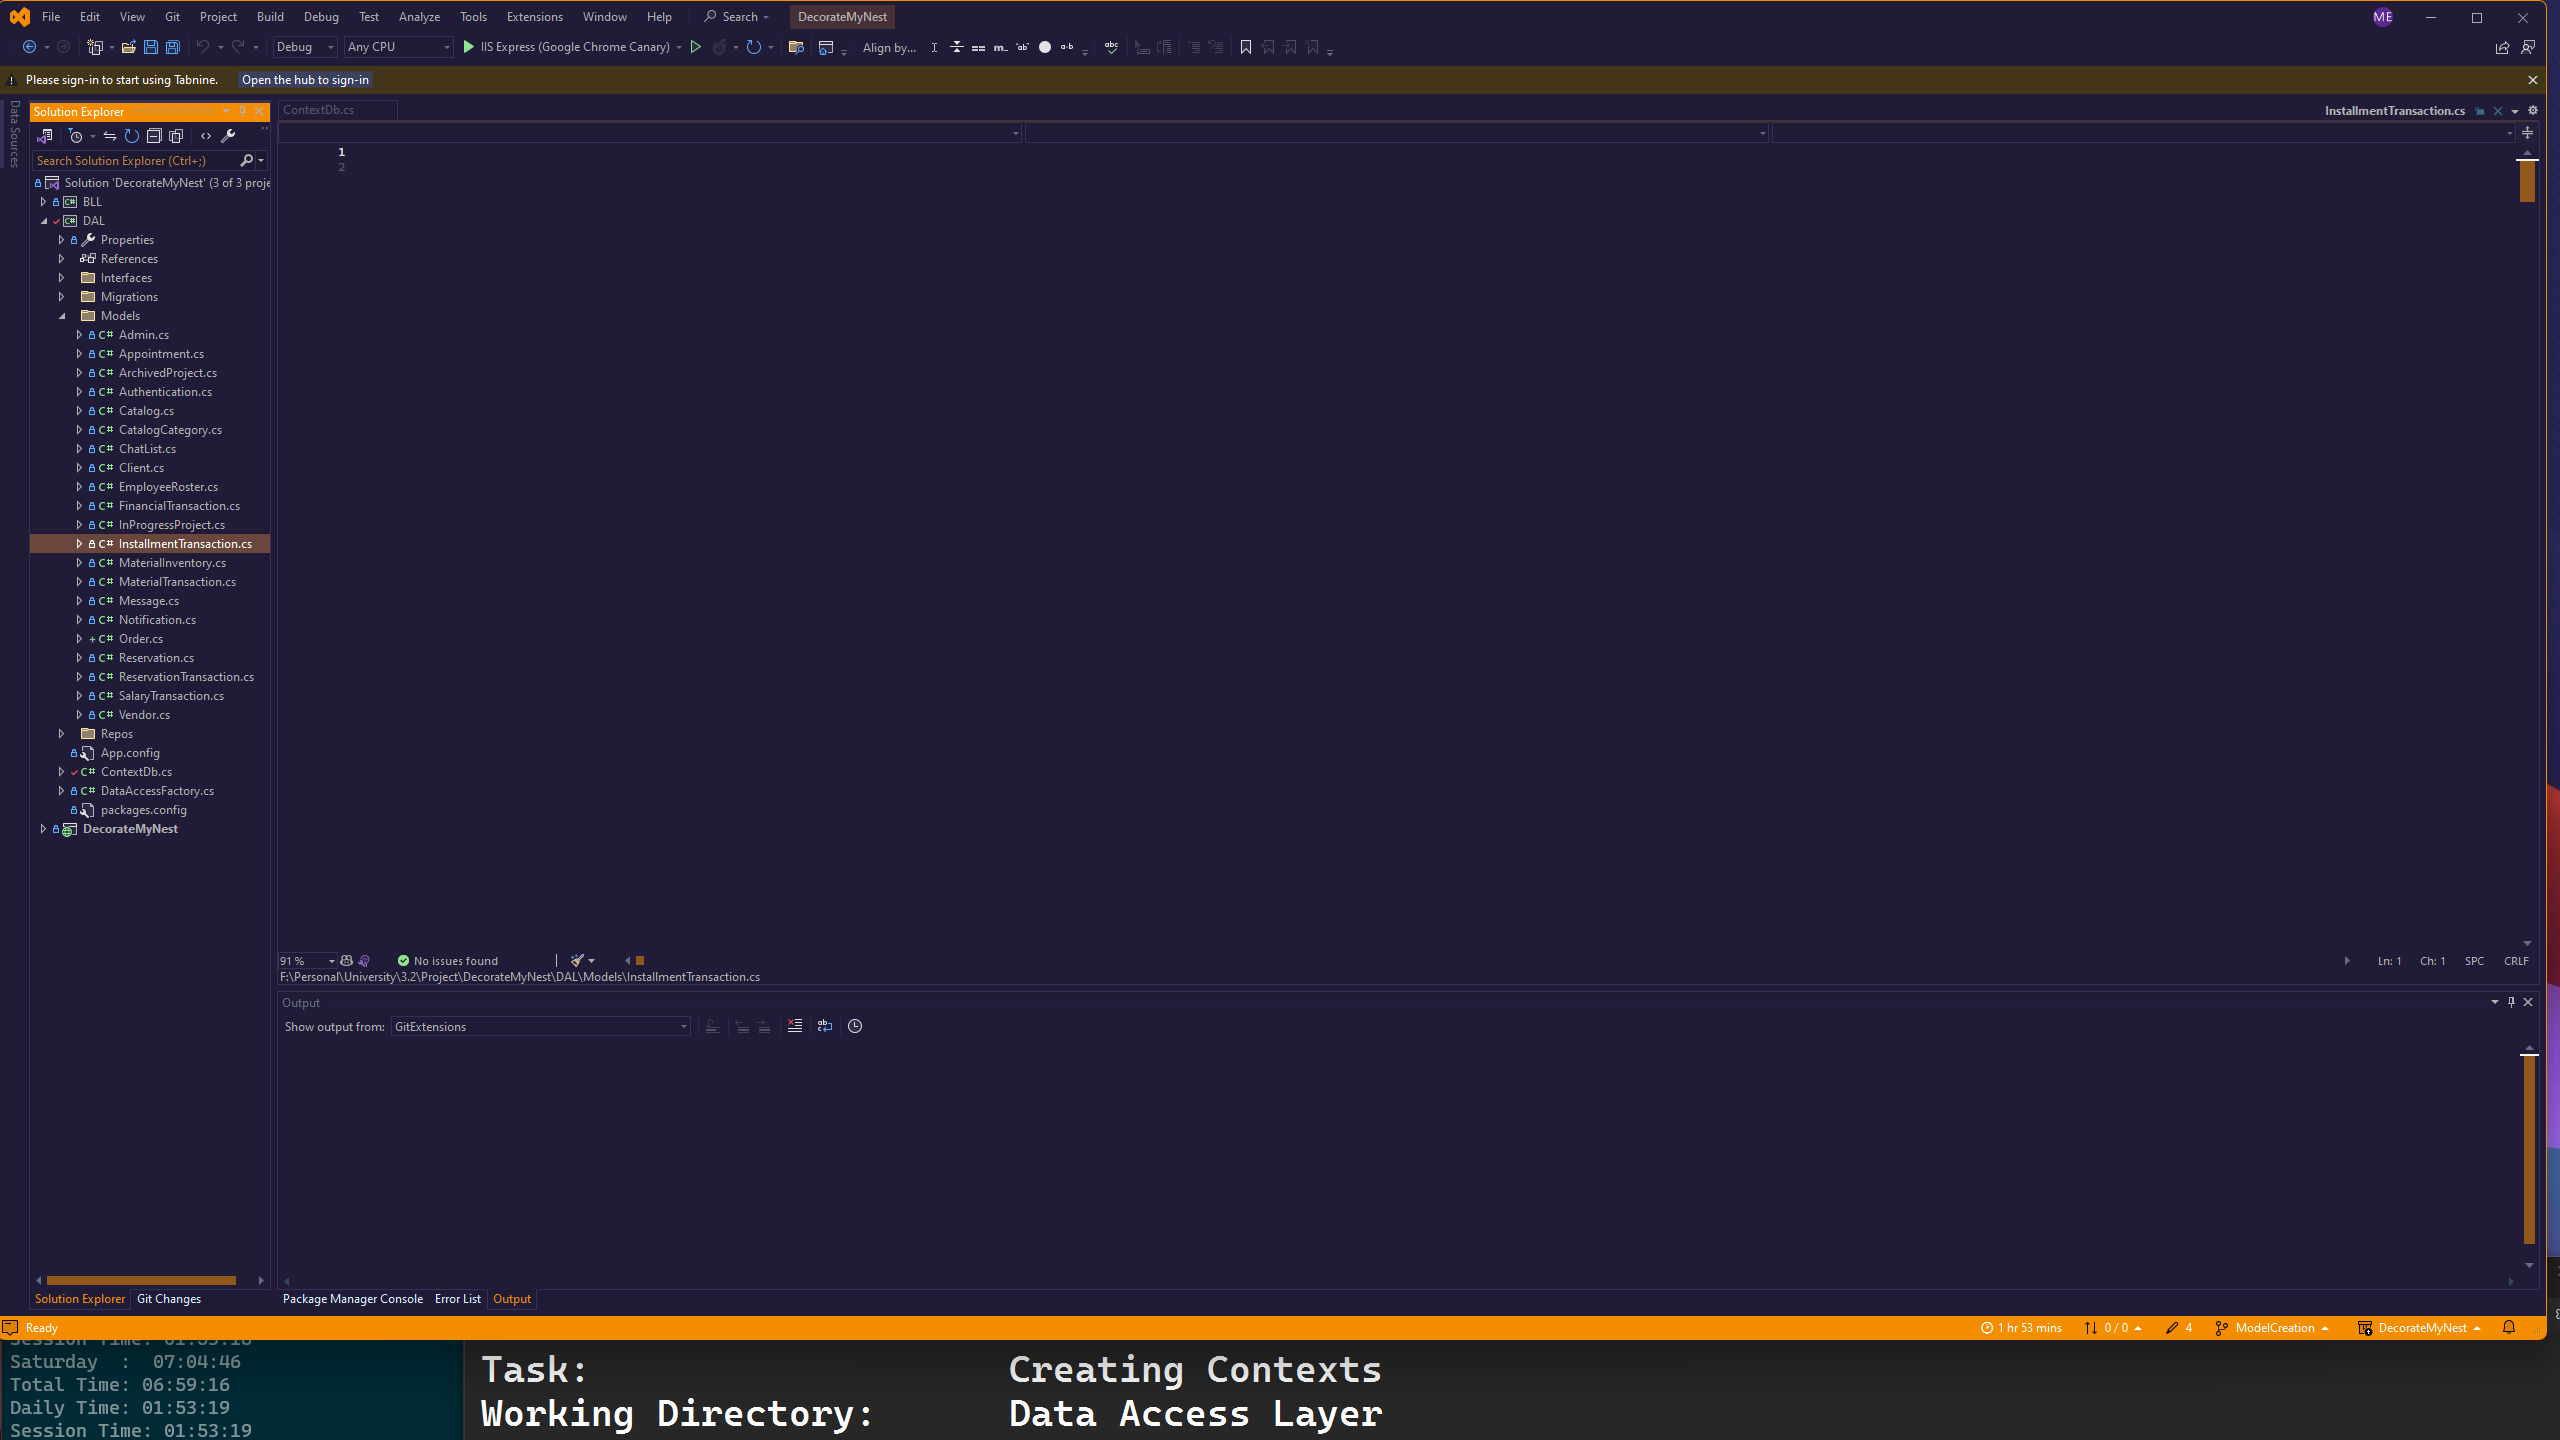 File Edit View Git Project Build Debug Test Analyze Tools Extensions Window Help Search DecorateMyNest ME
Debug Any CPU IIS Express (Google Chrome Canary) Align by...
Please sign-in to start using Tabnine. Open the hub to sign-in
Data Sources
Solution Explorer
Search Solution Explorer (Ctrl+;)
Solution 'DecorateMyNest' (3 of 3 proje
BLL
DAL
Properties
References
Interfaces
Migrations
Models
C# Admin.cs
C# Appointment.cs
C# ArchivedProject.cs
C# Authentication.cs
C# Catalog.cs
C# CatalogCategory.cs
C# ChatList.cs
C# Client.cs
C# EmployeeRoster.cs
C# FinancialTransaction.cs
C# InProgressProject.cs
C# InstallmentTransaction.cs
C# MaterialInventory.cs
C# MaterialTransaction.cs
C# Message.cs
C# Notification.cs
+ C# Order.cs
C# Reservation.cs
C# ReservationTransaction.cs
C# SalaryTransaction.cs
C# Vendor.cs
Repos
App.config
C# ContextDb.cs
C# DataAccessFactory.cs
packages.config
DecorateMyNest
Solution Explorer Git Changes
ContextDb.cs InstallmentTransaction.cs
1
2
91 % No issues found Ln: 1 Ch: 1 SPC CRLF
F:\Personal\University\3.2\Project\DecorateMyNest\DAL\Models\InstallmentTransaction.cs
Output
Show output from: GitExtensions
Package Manager Console Error List Output
Ready 1 hr 53 mins 0 / 0 4 ModelCreation DecorateMyNest
Saturday : 07:04:46
Total Time: 06:59:16
Daily Time: 01:53:19
Session Time: 01:53:19
Task: Creating Contexts
Working Directory: Data Access Layer